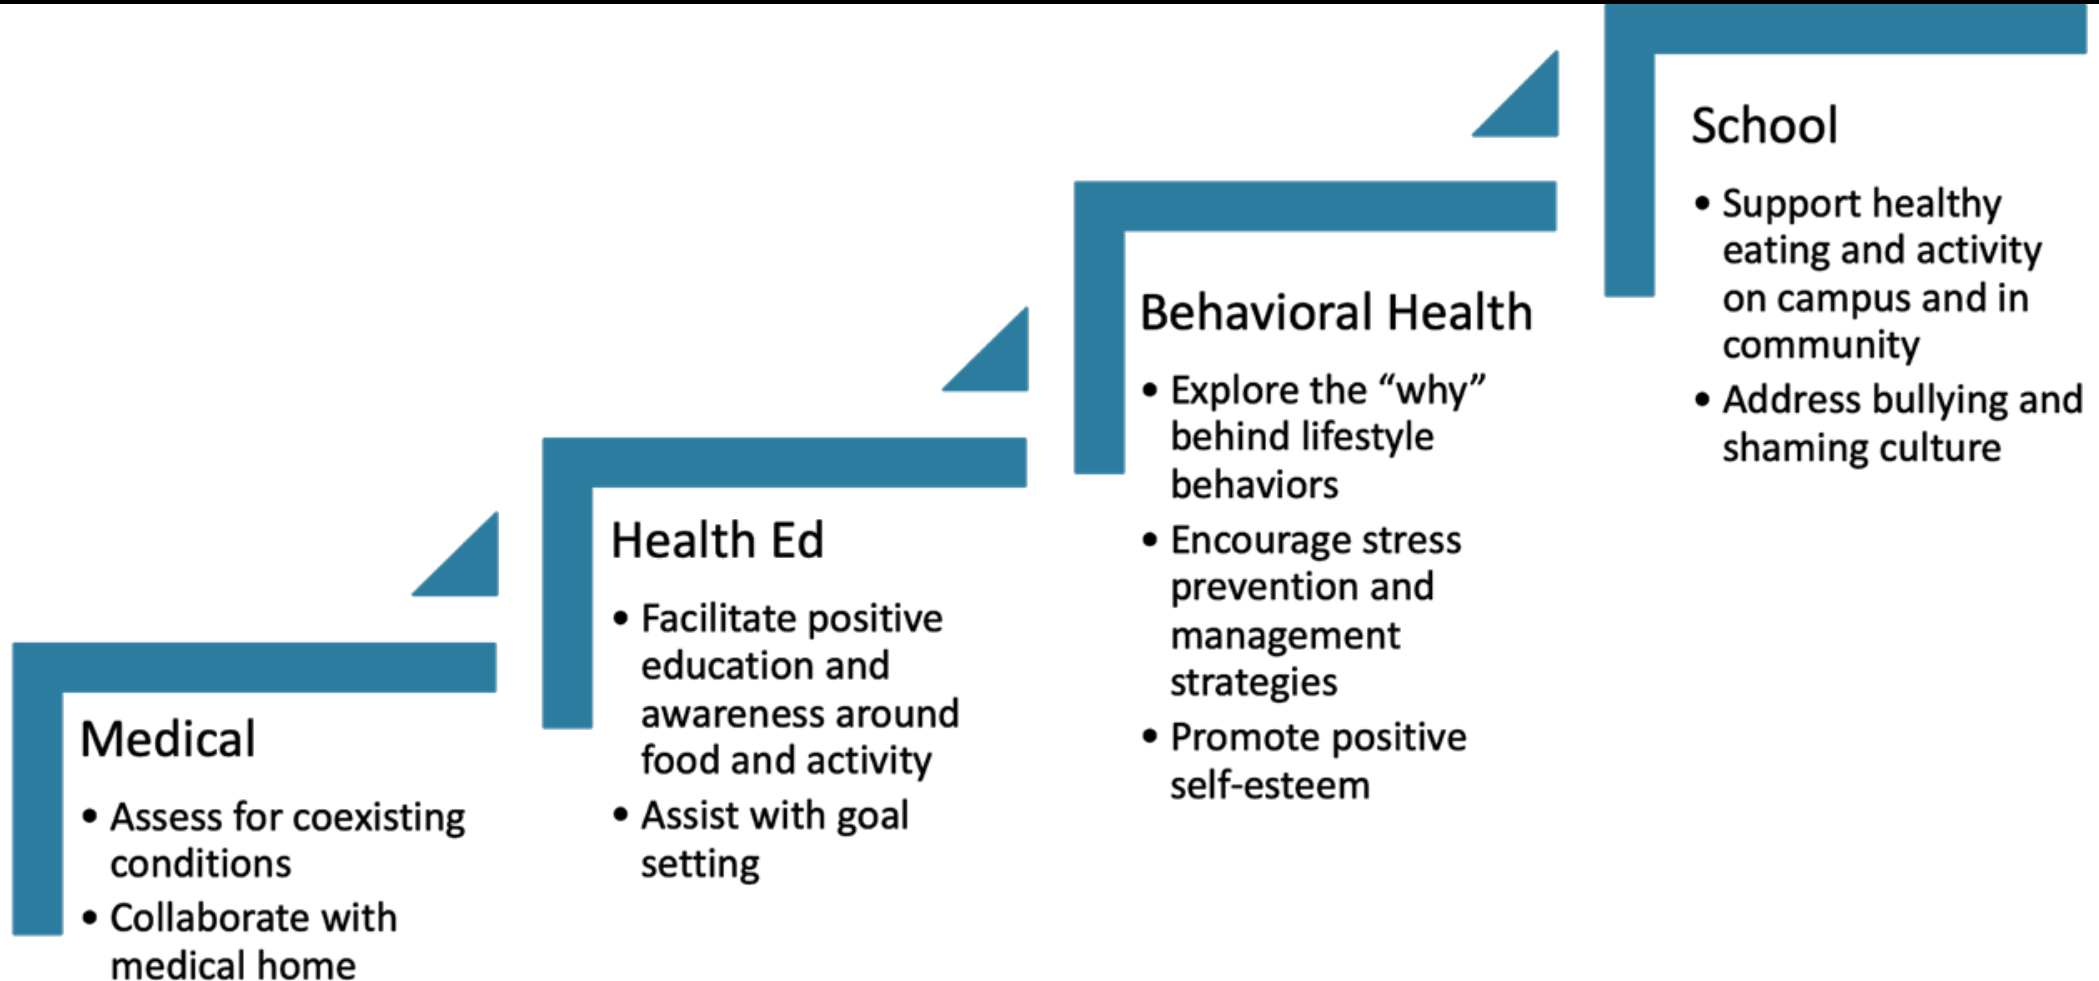 Medical
• Assess for coexisting
conditions
• Collaborate with
medical home
Health Ed
• Facilitate positive
education and
awareness around
food and activity
• Assist with goal
setting
Behavioral Health
• Explore the “why”
behind lifestyle
behaviors
• Encourage stress
prevention and
management
strategies
• Promote positive
self-esteem
School
• Support healthy
eating and activity
on campus and in
community
• Address bullying and
shaming culture